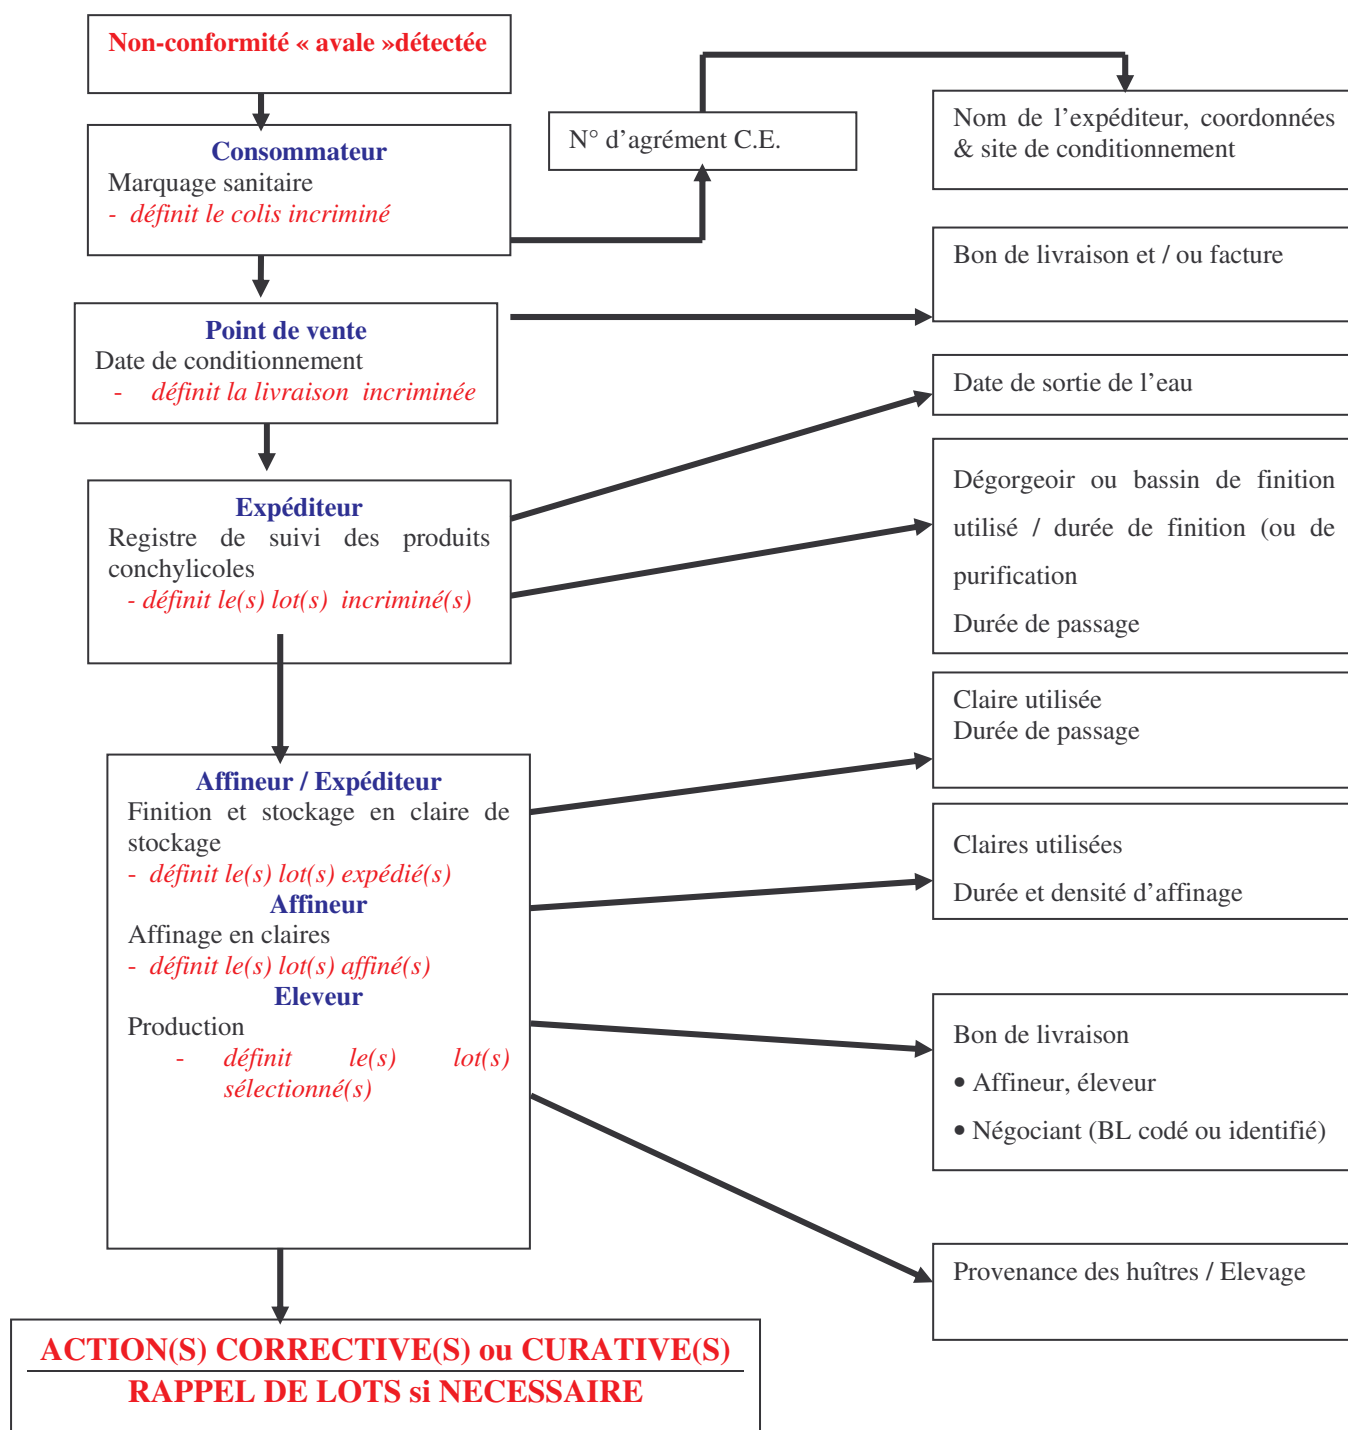 Non-conformité « avale »détectée
Consommateur
Marquage sanitaire
- définit le colis incriminé
N° d'agrément C.E.
Nom de l'expéditeur, coordonnées
& site de conditionnement
Point de vente
Date de conditionnement
- définit la livraison incriminée
Bon de livraison et / ou facture
Expéditeur
Registre de suivi des produits
conchylicoles
- définit le(s) lot(s) incriminé(s)
Date de sortie de l'eau
Dégorgeoir ou bassin de finition
utilisé / durée de finition (ou de
purification
Durée de passage
Affineur / Expéditeur
Finition et stockage en claire de
stockage
- définit le(s) lot(s) expédié(s)
Affineur
Affinage en claires
- définit le(s) lot(s) affiné(s)
Eleveur
Production
- définit le(s) lot(s)
sélectionné(s)
Claire utilisée
Durée de passage
Claires utilisées
Durée et densité d'affinage
Bon de livraison
• Affineur, éleveur
• Négociant (BL codé ou identifié)
Provenance des huîtres / Elevage
ACTION(S) CORRECTIVE(S) ou CURATIVE(S)
RAPPEL DE LOTS si NECESSAIRE